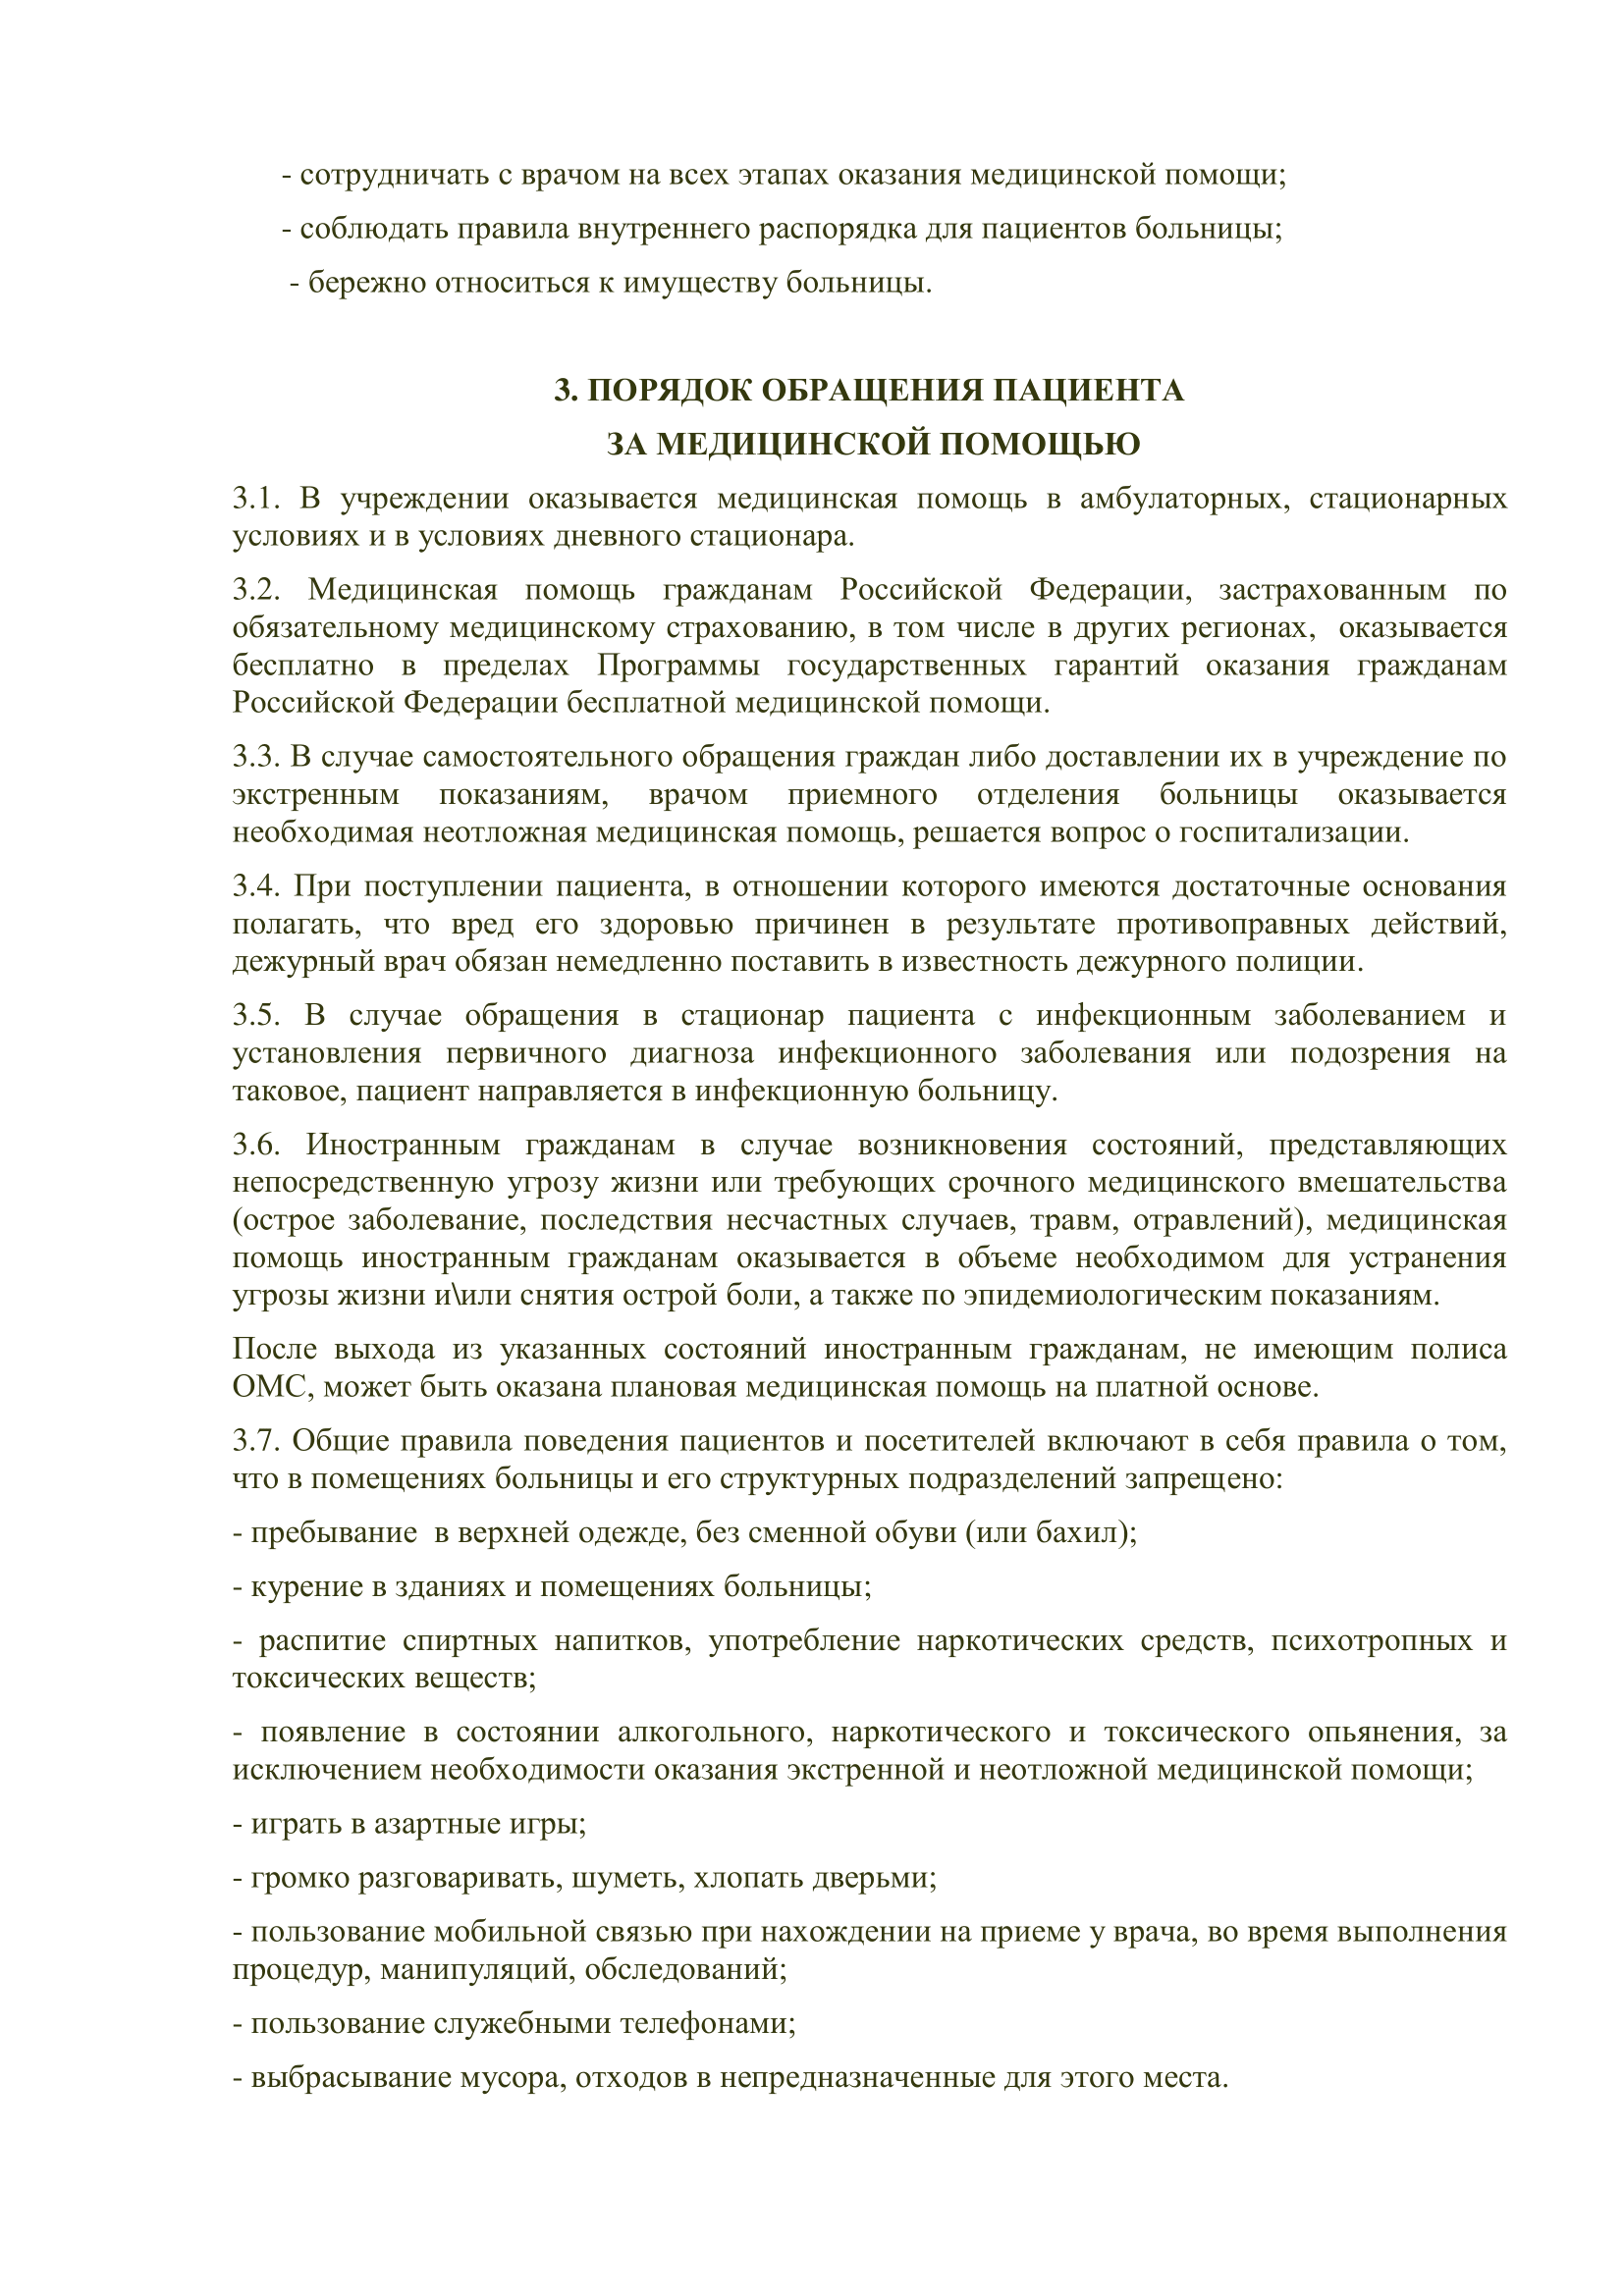 - сотрудничать с врачом на всех этапах оказания медицинской помощи;
- соблюдать правила внутреннего распорядка для пациентов больницы;
- бережно относиться к имуществу больницы.
3. ПОРЯДОК ОБРАЩЕНИЯ ПАЦИЕНТА
ЗА МЕДИЦИНСКОЙ ПОМОЩЬЮ
3.1. В учреждении оказывается медицинская помощь в амбулаторных, стационарных
условиях и в условиях дневного стационара.
3.2. Медицинская помощь гражданам Российской Федерации, застрахованным по
обязательному медицинскому страхованию, в том числе в других регионах, оказывается
бесплатно в пределах Программы государственных гарантий оказания гражданам
Российской Федерации бесплатной медицинской помощи.
3.3. В случае самостоятельного обращения граждан либо доставлении их в учреждение по
экстренным показаниям, врачом приемного отделения больницы оказывается
необходимая неотложная медицинская помощь, решается вопрос о госпитализации.
3.4. При поступлении пациента, в отношении которого имеются достаточные основания
полагать, что вред его здоровью причинен в результате противоправных действий,
дежурный врач обязан немедленно поставить в известность дежурного полиции.
3.5. В случае обращения в стационар пациента с инфекционным заболеванием и
установления первичного диагноза инфекционного заболевания или подозрения на
таковое, пациент направляется в инфекционную больницу.
3.6. Иностранным гражданам в случае возникновения состояний, представляющих
непосредственную угрозу жизни или требующих срочного медицинского вмешательства
(острое заболевание, последствия несчастных случаев, травм, отравлений), медицинская
помощь иностранным гражданам оказывается в объеме необходимом для устранения
угрозы жизни и\или снятия острой боли, а также по эпидемиологическим показаниям.
После выхода из указанных состояний иностранным гражданам, не имеющим полиса
ОМС, может быть оказана плановая медицинская помощь на платной основе.
3.7. Общие правила поведения пациентов и посетителей включают в себя правила о том,
что в помещениях больницы и его структурных подразделений запрещено:
- пребывание  в верхней одежде, без сменной обуви (или бахил);
- курение в зданиях и помещениях больницы;
- распитие спиртных напитков, употребление наркотических средств, психотропных и
токсических веществ;
- появление в состоянии алкогольного, наркотического и токсического опьянения, за
исключением необходимости оказания экстренной и неотложной медицинской помощи;
- играть в азартные игры;
- громко разговаривать, шуметь, хлопать дверьми;
- пользование мобильной связью при нахождении на приеме у врача, во время выполнения
процедур, манипуляций, обследований;
- пользование служебными телефонами;
- выбрасывание мусора, отходов в непредназначенные для этого места.